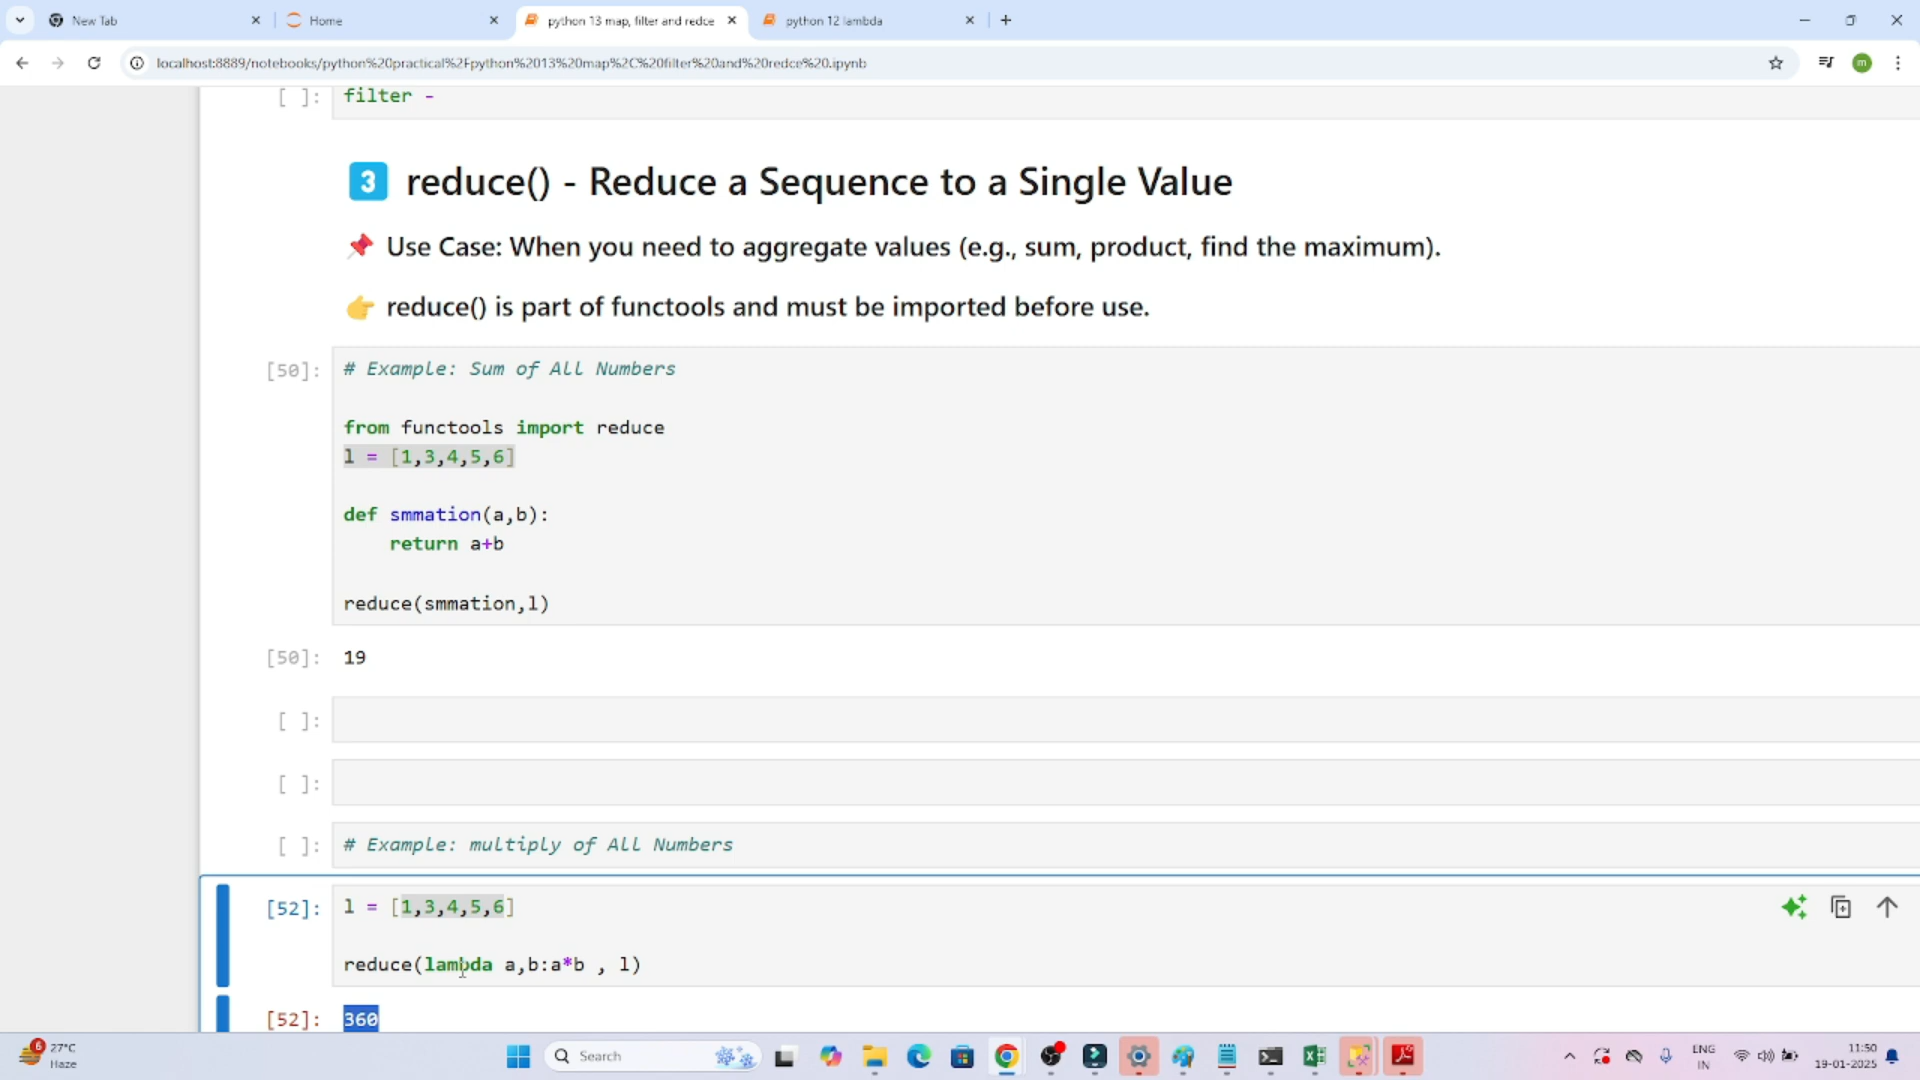 New Tab
Home
python 13 map, filter and redce
python 12 lambda
localhost:8889/notebooks/python%20practical%2Fpython%2013%20map%2C%20filter%20and%20redce%20.ipynb
m
[ ]: filter -
3 reduce() - Reduce a Sequence to a Single Value
📌 Use Case: When you need to aggregate values (e.g., sum, product, find the maximum).
👉 reduce() is part of functools and must be imported before use.
[50]: # Example: Sum of All Numbers
from functools import reduce
l = [1,3,4,5,6]
def smmation(a,b):
return a+b
reduce(smmation,l)
[50]: 19
[ ]:
[ ]:
[ ]: # Example: multiply of All Numbers
[52]: l = [1,3,4,5,6]
reduce(lambda a,b:a*b , l)
[52]: 360
6
27°C
Haze
Search
ENG
IN
11:50
19-01-2025